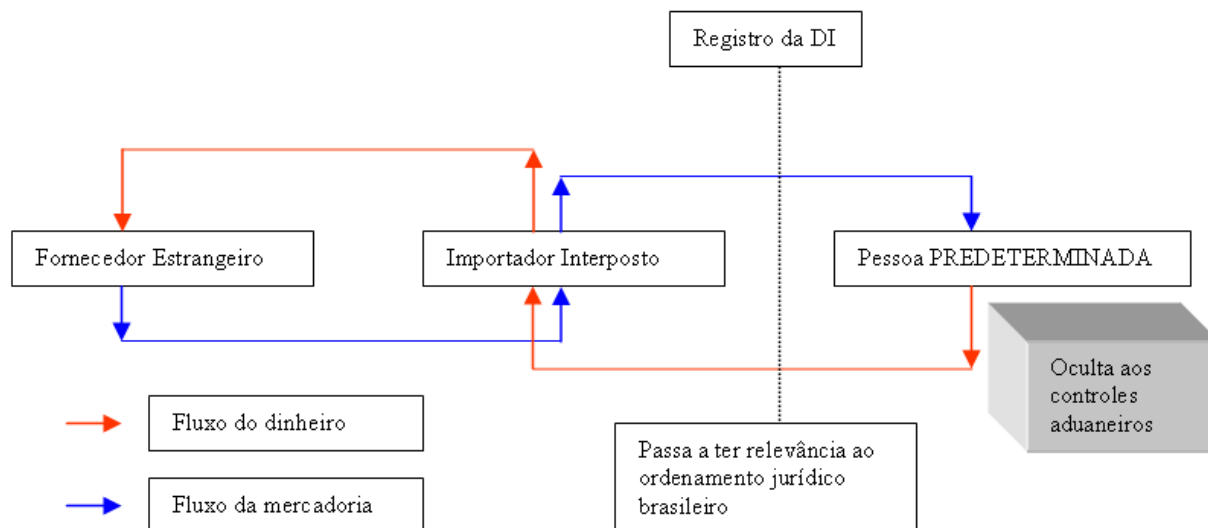 Registro da DI
Fornecedor Estrangeiro
Importador Interposto
Pessoa PREDETERMINADA
Oculta aos
controles
aduaneiros
Fluxo do dinheiro
Fluxo da mercadoria
Passa a ter relevância ao
ordenamento jurídico
brasileiro